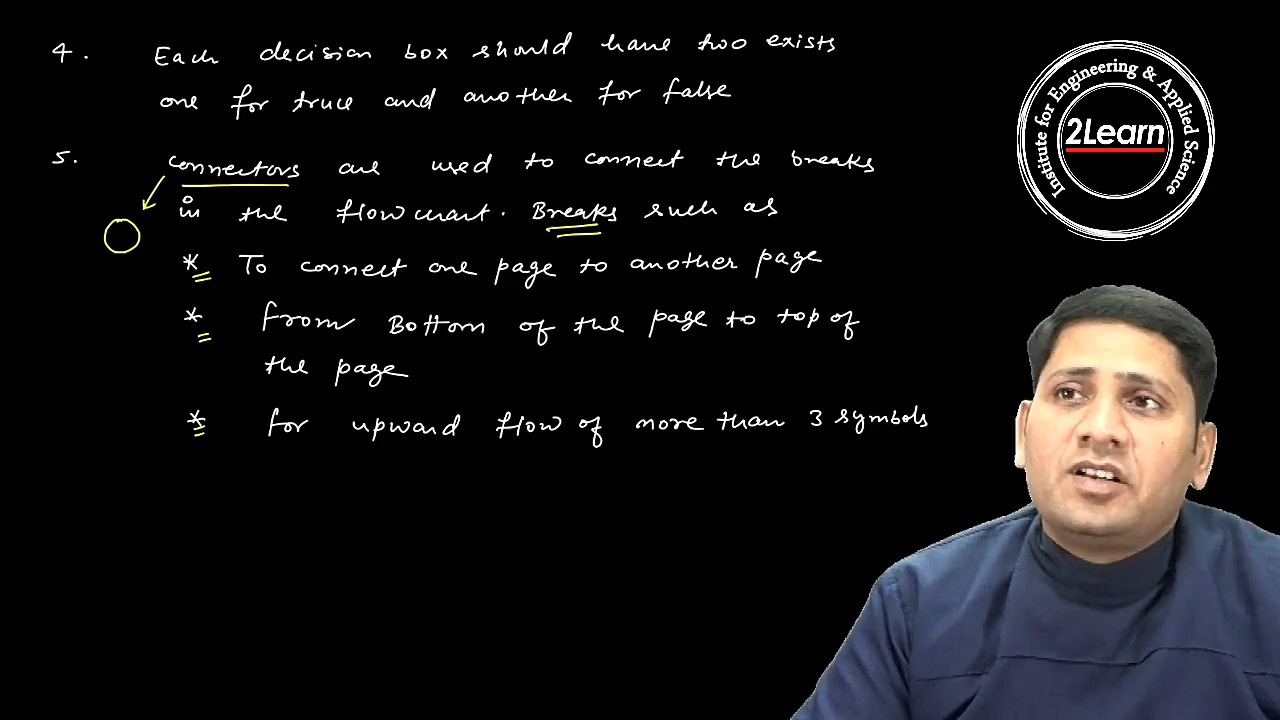 4. Each decision box should have two exists
one for true and another for false
5. connectors are used to connect the breaks
in the flowchart. Breaks such as
* To connect one page to another page
* from Bottom of the page to top of
the page
* for upward flow of more than 3 symbols
Institute for Engineering & Applied Science
2Learn